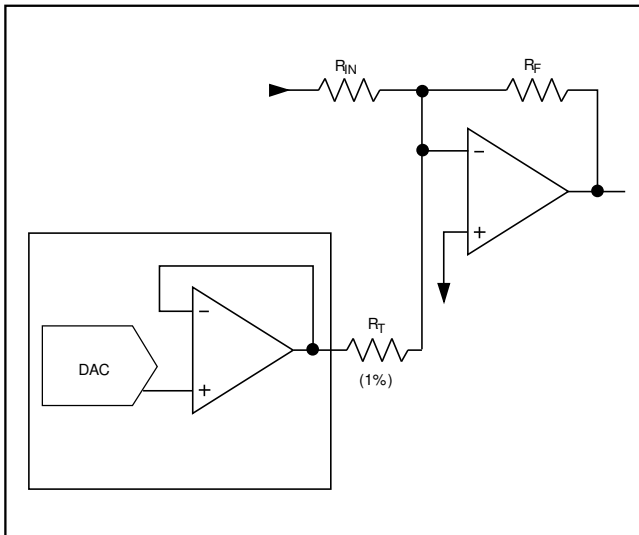 R_IN
R_F
−
+
−
R_T
DAC
+
(1%)